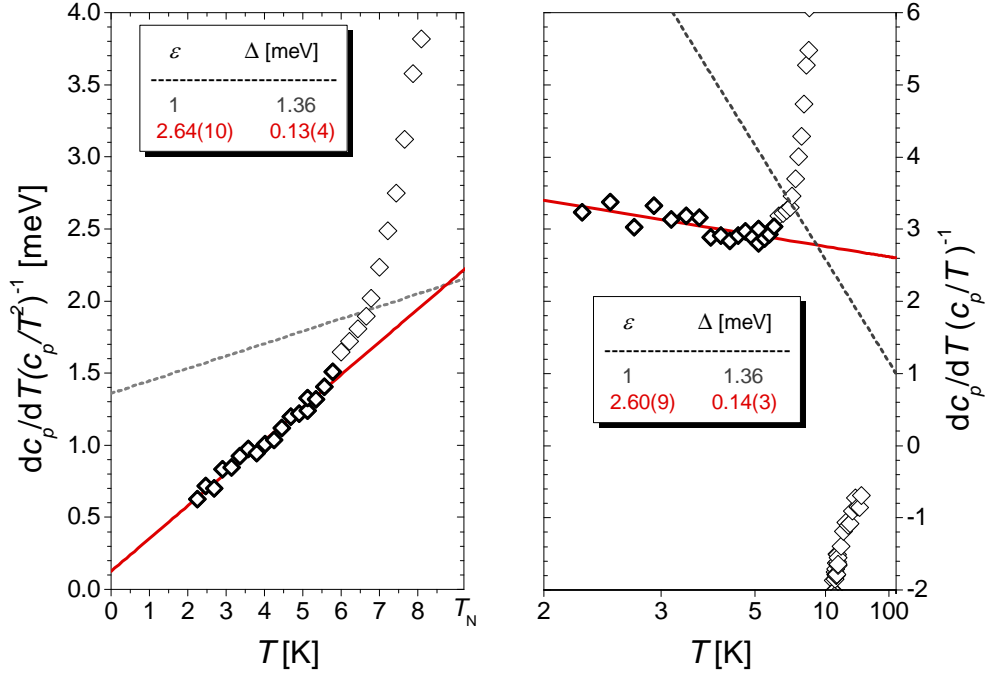 4.0
3.5
3.0
2.5
2.0
1.5
1.0
0.5
0.0
dc_p/dT(c_p/T²)⁻¹ [meV]
ε Δ [meV]
1 1.36
2.64(10) 0.13(4)
0 1 2 3 4 5 6 7 8 T_N
T [K]
6
5
4
3
2
1
0
-1
-2
dc_p/dT (c_p/T)⁻¹
ε Δ [meV]
1 1.36
2.60(9) 0.14(3)
2 3 5 10 100
T [K]